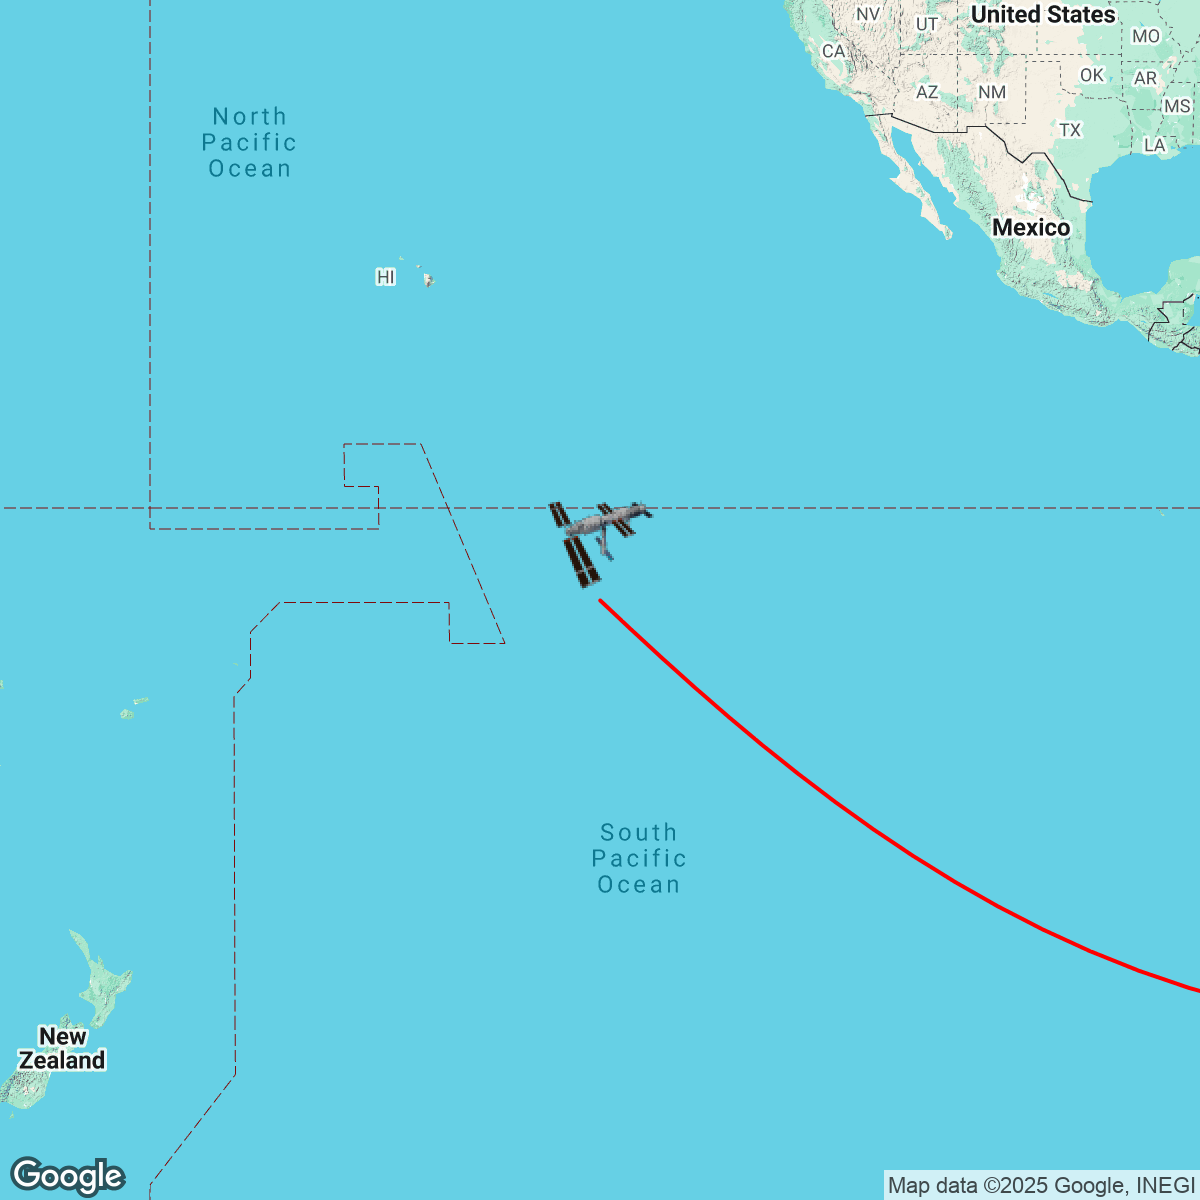 United States
NV
UT
CA
MO
OK
AR
AZ
NM
MS
TX
LA
North
Pacific
Ocean
Mexico
HI
South
Pacific
Ocean
New
Zealand
Google
Map data ©2025 Google, INEGI